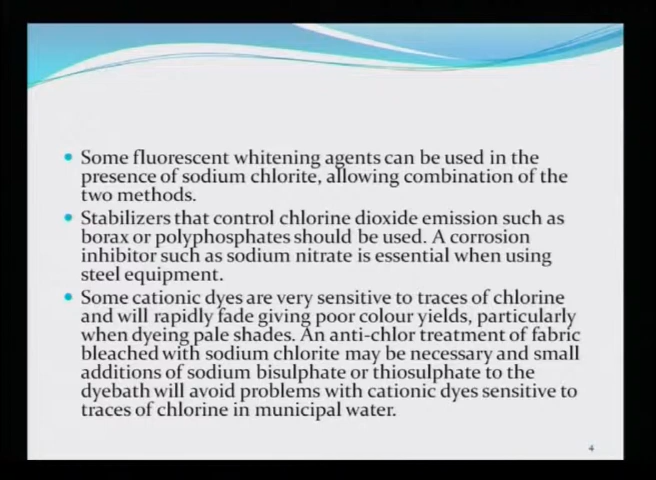 Some fluorescent whitening agents can be used in the
presence of sodium chlorite, allowing combination of the
two methods.
Stabilizers that control chlorine dioxide emission such as
borax or polyphosphates should be used. A corrosion
inhibitor such as sodium nitrate is essential when using
steel equipment.
Some cationic dyes are very sensitive to traces of chlorine
and will rapidly fade giving poor colour yields, particularly
when dyeing pale shades. An anti-chlor treatment of fabric
bleached with sodium chlorite may be necessary and small
additions of sodium bisulphate or thiosulphate to the
dyebath will avoid problems with cationic dyes sensitive to
traces of chlorine in municipal water.
4